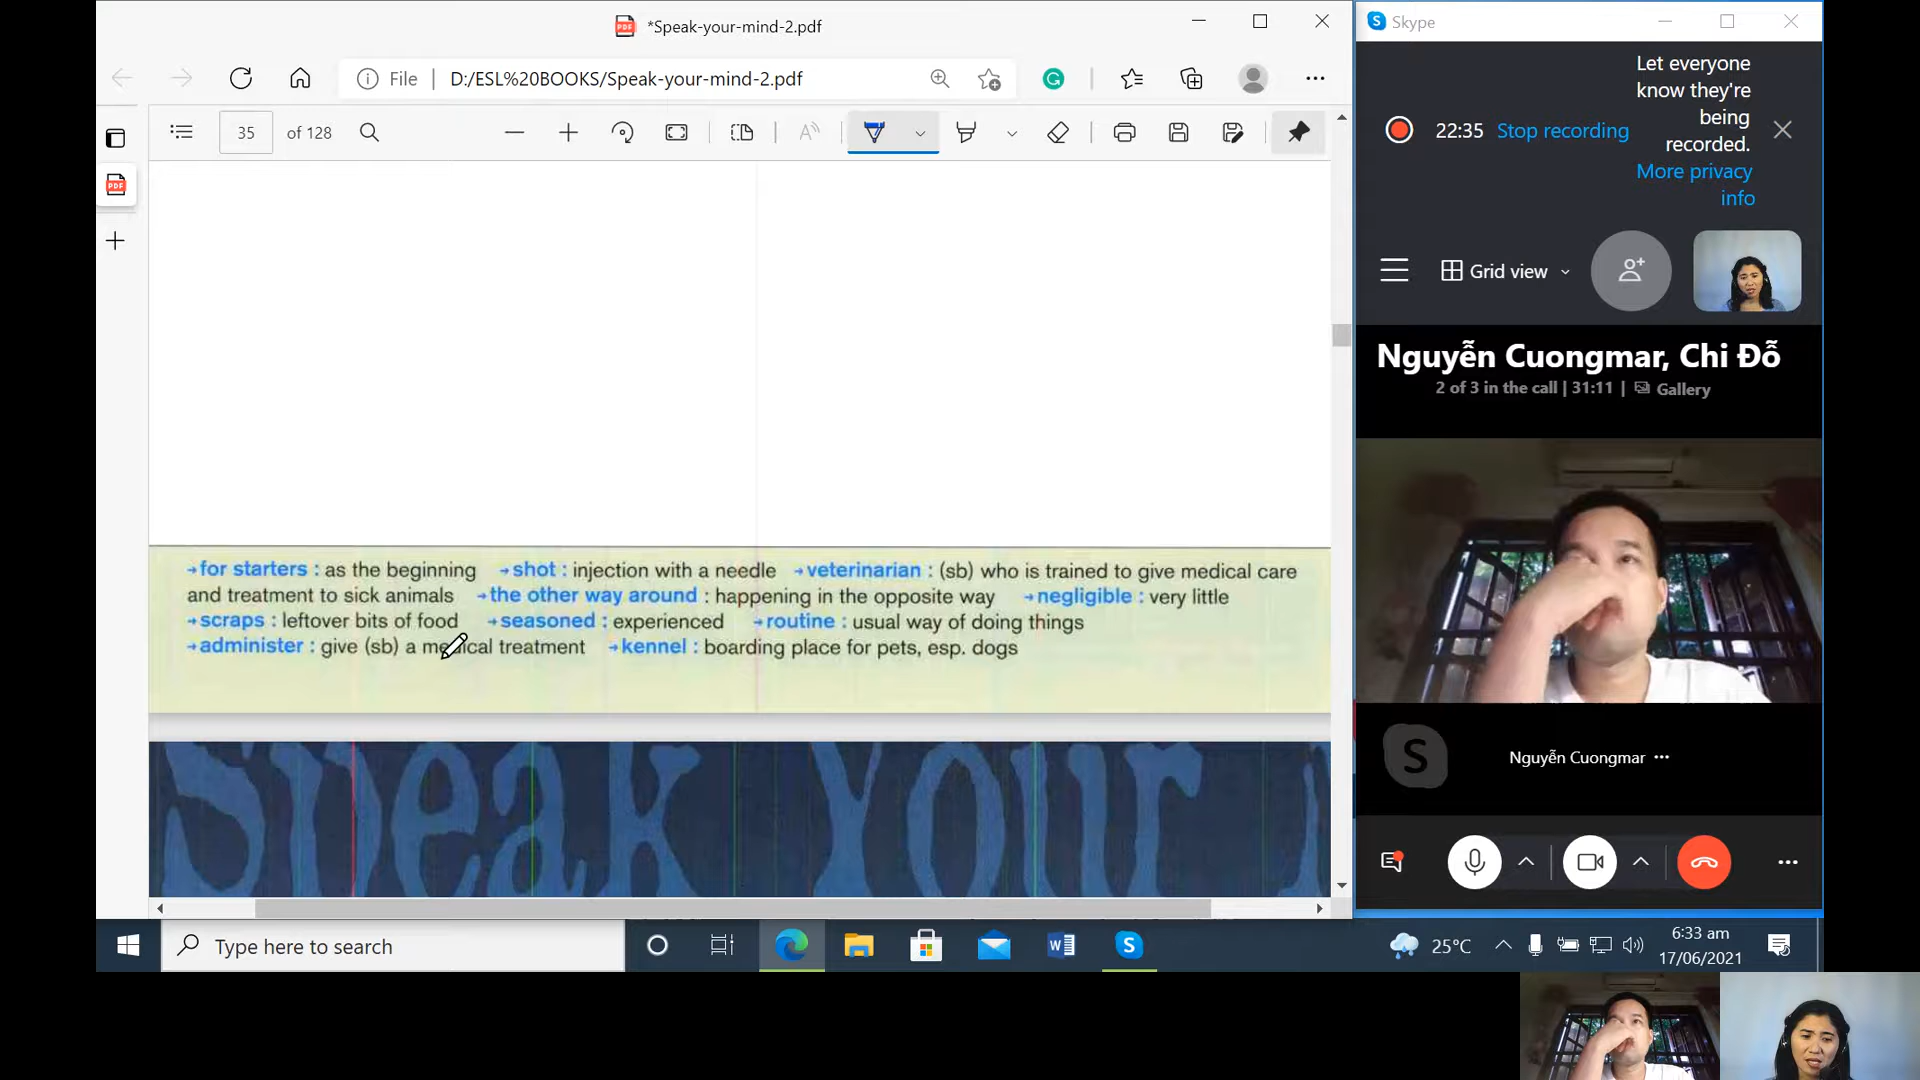 *Speak-your-mind-2.pdf
File
D:/ESL%20BOOKS/Speak-your-mind-2.pdf
35 of 128
→for starters : as the beginning →shot : injection with a needle →veterinarian : (sb) who is trained to give medical care
and treatment to sick animals →the other way around : happening in the opposite way →negligible : very little
→scraps : leftover bits of food →seasoned : experienced →routine : usual way of doing things
→administer : give (sb) a medical treatment →kennel : boarding place for pets, esp. dogs
Speak Your
Skype
22:35 Stop recording
Let everyone
know they're
being
recorded.
More privacy
info
Grid view
Nguyễn Cuongmar, Chi Đỗ
2 of 3 in the call | 31:11 | Gallery
S
Nguyễn Cuongmar
Type here to search
25°C
6:33 am
17/06/2021